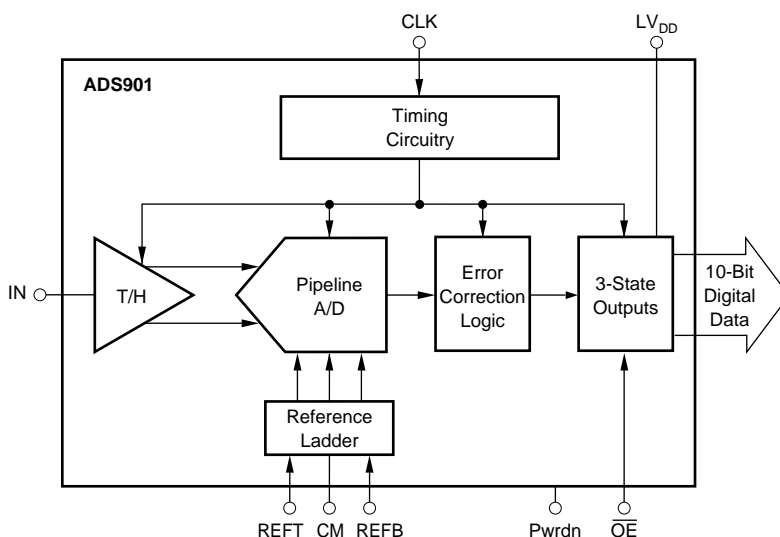 CLK
LV_DD
ADS901
Timing
Circuitry
IN
T/H
Pipeline
A/D
Error
Correction
Logic
3-State
Outputs
10-Bit
Digital
Data
Reference
Ladder
REFT
CM
REFB
Pwrdn
O̅E̅